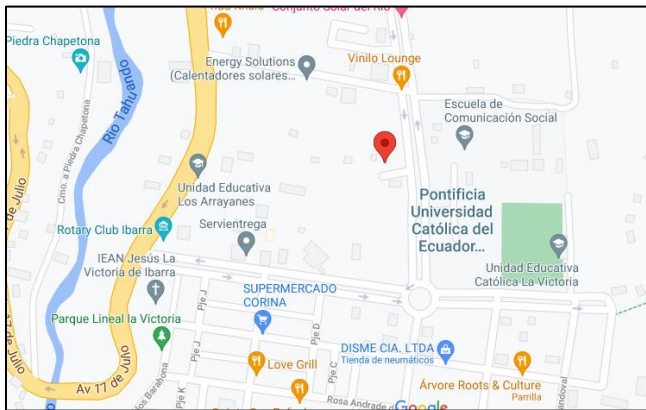 Conjunto Solar del Río
Piedra Chapetona
Energy Solutions
(Calentadores solares...
Vinilo Lounge
Escuela de
Comunicación Social
Río Tahuando
Cmo. a Piedra Chapetona
Unidad Educativa
Los Arrayanes
Pontificia
Universidad
Católica del
Ecuador...
Rotary Club Ibarra
Servientrega
IEAN Jesús La
Victoria de Ibarra
Unidad Educativa
Católica La Victoria
SUPERMERCADO
CORINA
Pje J
Parque Lineal la Victoria
Pje J
Pje D
DISME CIA. LTDA
Tienda de neumáticos
Love Grill
Pje C
Árvore Roots & Culture
Parrilla
Av 17 de Julio
Pje K
los Barahona
Rosa Andrade d
Google
andoval
de Julio